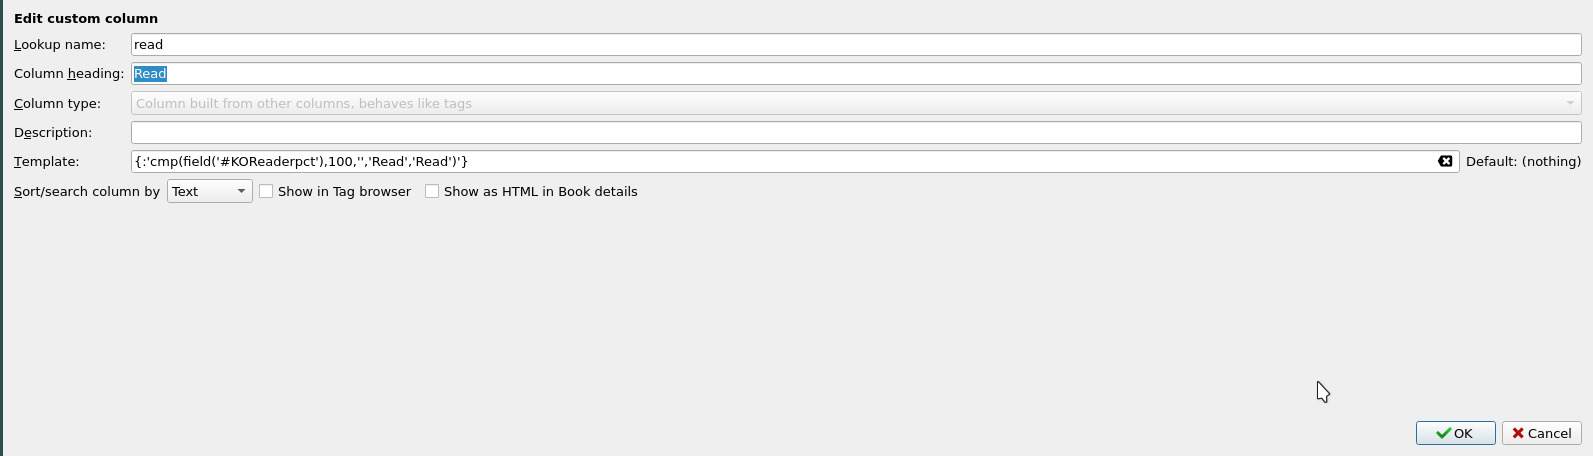 Edit custom column
Lookup name: read
Column heading: Read
Column type: Column built from other columns, behaves like tags
Description:
Template: {:'cmp(field('#KOReaderpct'),100,'','Read','Read')'} Default: (nothing)
Sort/search column by Text Show in Tag browser Show as HTML in Book details
OK Cancel